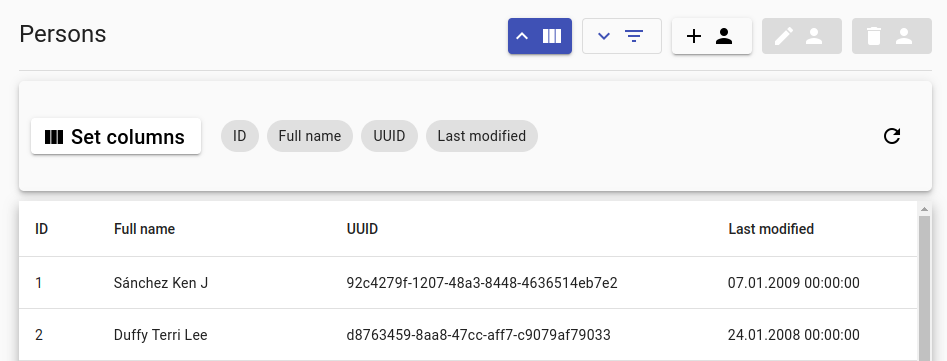 Persons
Set columns ID Full name UUID Last modified
ID Full name UUID Last modified
1 Sánchez Ken J 92c4279f-1207-48a3-8448-4636514eb7e2 07.01.2009 00:00:00
2 Duffy Terri Lee d8763459-8aa8-47cc-aff7-c9079af79033 24.01.2008 00:00:00